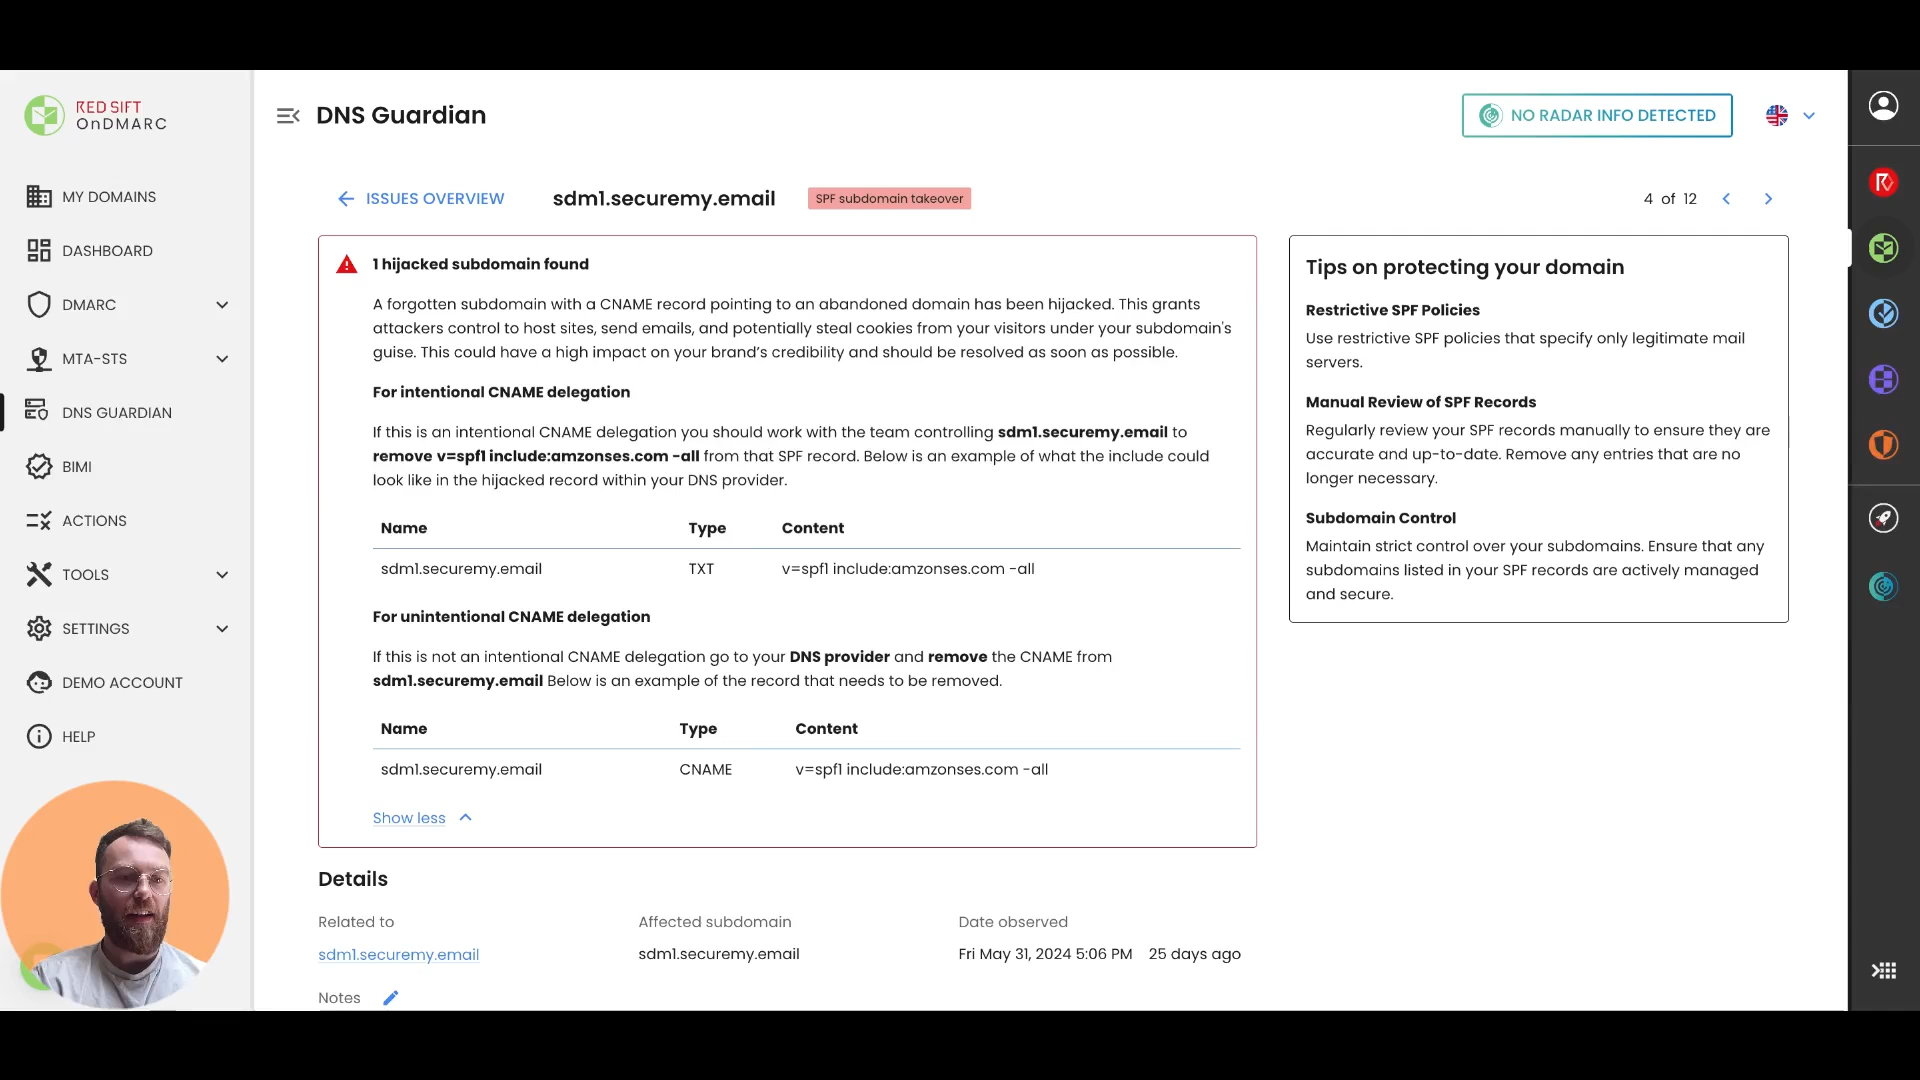 RED SIFT
OnDMARC
MY DOMAINS
DASHBOARD
DMARC
MTA-STS
DNS GUARDIAN
BIMI
ACTIONS
TOOLS
SETTINGS
DEMO ACCOUNT
HELP
DNS Guardian
NO RADAR INFO DETECTED
ISSUES OVERVIEW
sdm1.securemy.email
SPF subdomain takeover
4 of 12
1 hijacked subdomain found
A forgotten subdomain with a CNAME record pointing to an abandoned domain has been hijacked. This grants
attackers control to host sites, send emails, and potentially steal cookies from your visitors under your subdomain's
guise. This could have a high impact on your brand’s credibility and should be resolved as soon as possible.
For intentional CNAME delegation
If this is an intentional CNAME delegation you should work with the team controlling sdm1.securemy.email to
remove v=spf1 include:amzonses.com -all from that SPF record. Below is an example of what the include could
look like in the hijacked record within your DNS provider.
Name Type Content
sdm1.securemy.email TXT v=spf1 include:amzonses.com -all
For unintentional CNAME delegation
If this is not an intentional CNAME delegation go to your DNS provider and remove the CNAME from
sdm1.securemy.email Below is an example of the record that needs to be removed.
Name Type Content
sdm1.securemy.email CNAME v=spf1 include:amzonses.com -all
Show less
Tips on protecting your domain
Restrictive SPF Policies
Use restrictive SPF policies that specify only legitimate mail
servers.
Manual Review of SPF Records
Regularly review your SPF records manually to ensure they are
accurate and up-to-date. Remove any entries that are no
longer necessary.
Subdomain Control
Maintain strict control over your subdomains. Ensure that any
subdomains listed in your SPF records are actively managed
and secure.
Details
Related to Affected subdomain Date observed
sdm1.securemy.email sdm1.securemy.email Fri May 31, 2024 5:06 PM 25 days ago
Notes